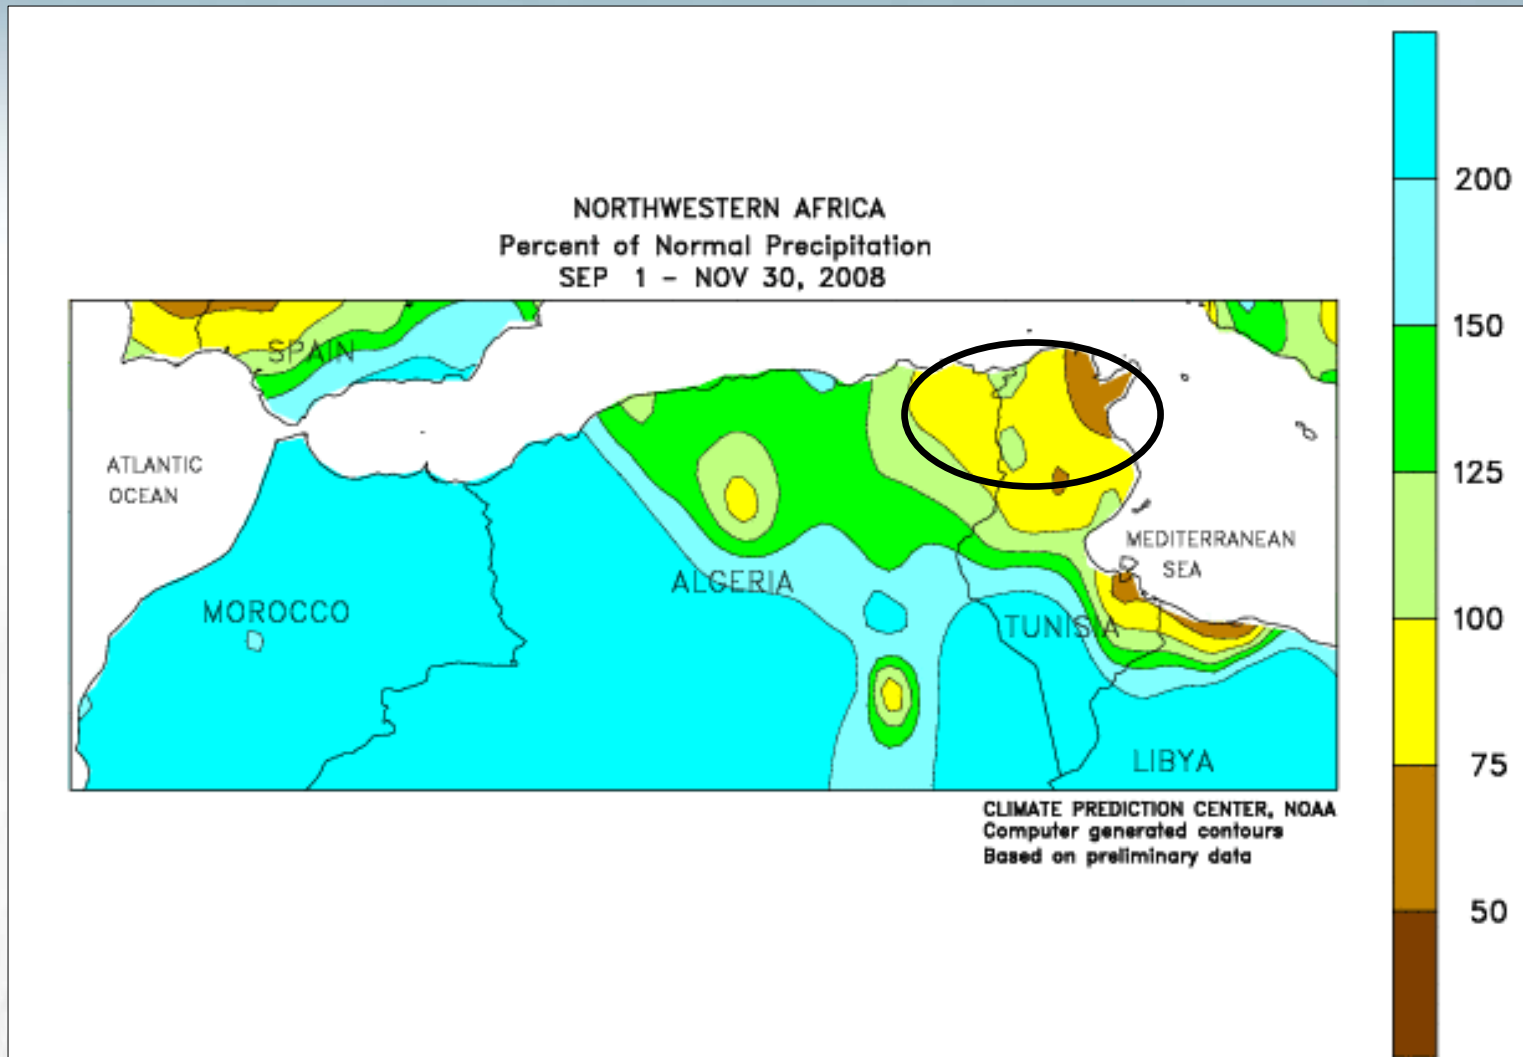 NORTHWESTERN AFRICA
Percent of Normal Precipitation
SEP 1 - NOV 30, 2008
200
150
125
100
75
50
SPAIN
ATLANTIC
OCEAN
MEDITERRANEAN
SEA
ALGERIA
MOROCCO
TUNISIA
LIBYA
CLIMATE PREDICTION CENTER, NOAA
Computer generated contours
Based on preliminary data